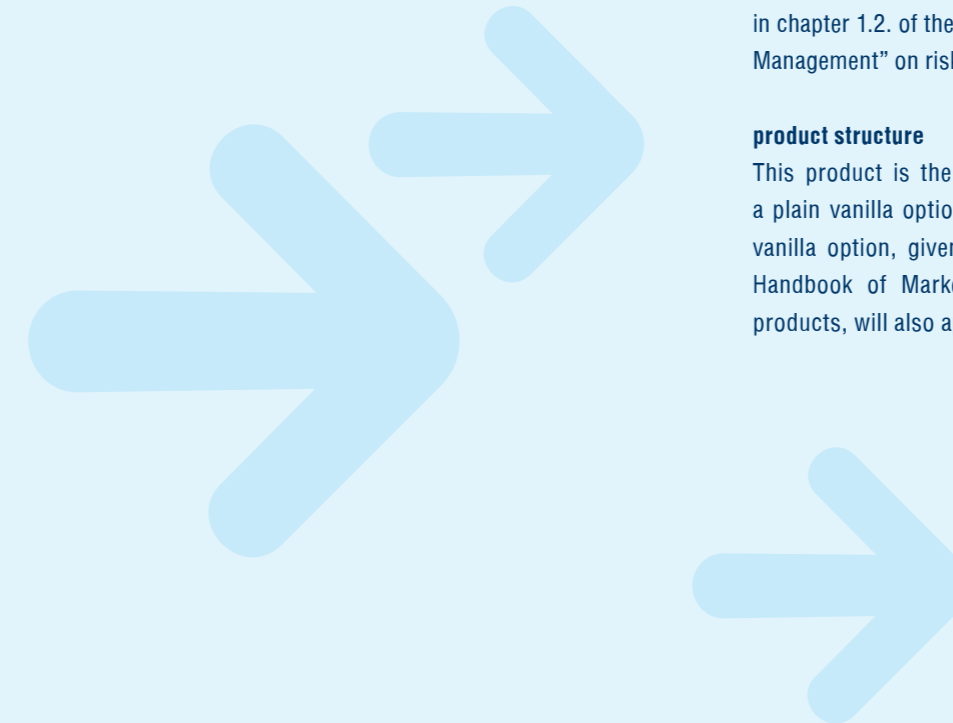 in chapter 1.2. of the
Management” on
product structure
This product is the
a plain vanilla
vanilla option,
Handbook of
products, will also